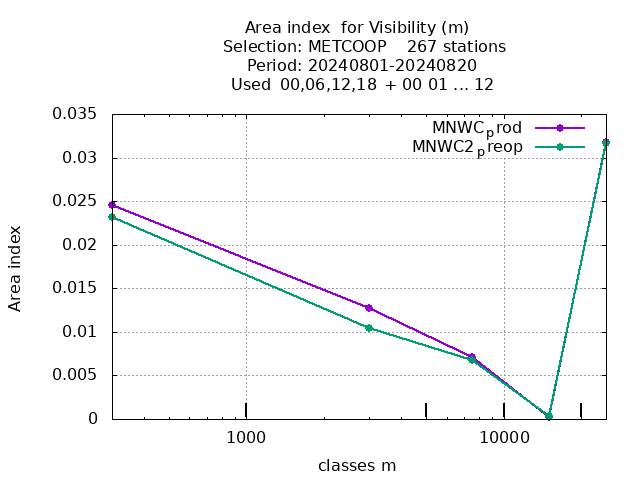 Area index  for Visibility (m)
Selection: METCOOP    267 stations
Period: 20240801-20240820
Used  00,06,12,18  + 00 01 ... 12
MNWCprod
MNWC2preop
0.035
0.03
0.025
0.02
0.015
0.01
0.005
0
Area index
1000
10000
classes m